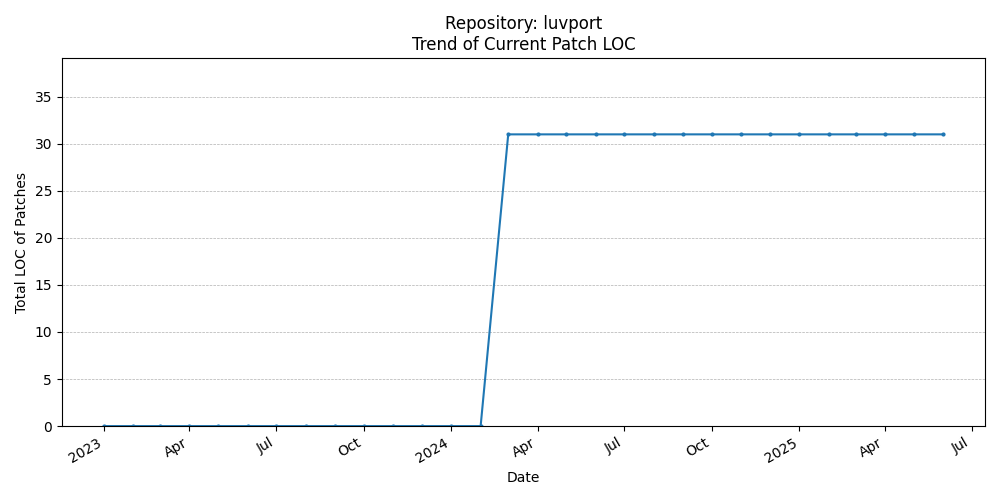 Repository: luvport
Trend of Current Patch LOC
Total LOC of Patches
35
30
25
20
15
10
5
0
2023
Apr
Jul
Oct
2024
Apr
Jul
Oct
2025
Apr
Jul
Date